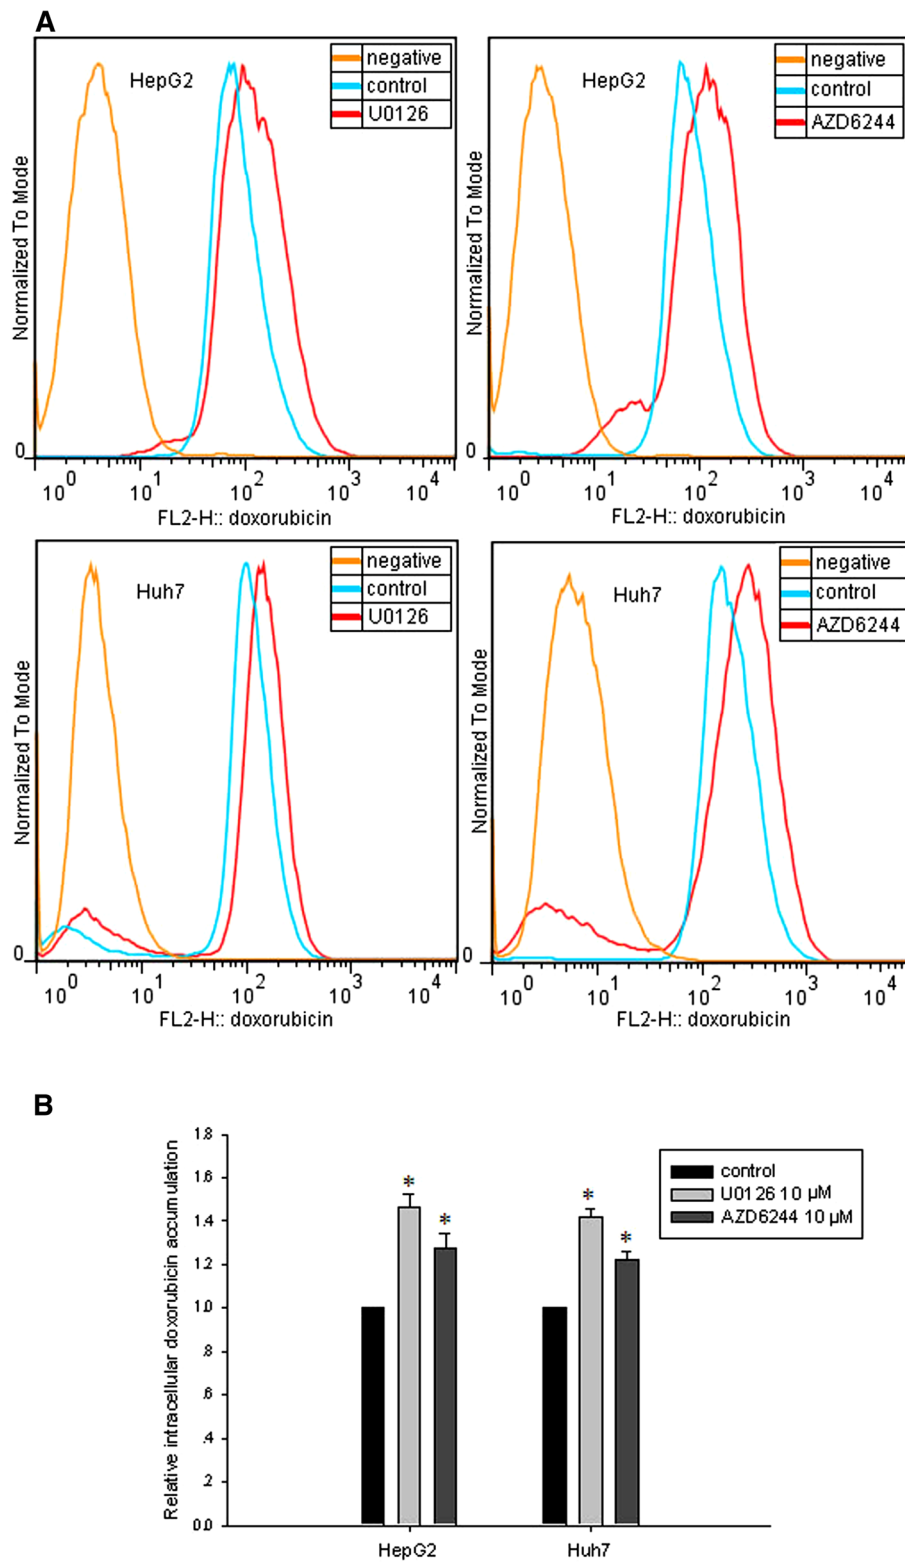 A
HepG2
negative
control
U0126
Normalized To Mode
0
10^0 10^1 10^2 10^3 10^4
FL2-H:: doxorubicin
HepG2
negative
control
AZD6244
Normalized To Mode
0
10^0 10^1 10^2 10^3 10^4
FL2-H:: doxorubicin
Huh7
negative
control
U0126
Normalized To Mode
0
10^0 10^1 10^2 10^3 10^4
FL2-H:: doxorubicin
Huh7
negative
control
AZD6244
Normalized To Mode
0
10^0 10^1 10^2 10^3 10^4
FL2-H:: doxorubicin
B
Relative intracellular doxorubicin accumulation
1.8
1.6
1.4
1.2
1.0
.8
.6
.4
.2
0.0
* *
* *
control
U0126 10 µM
AZD6244 10 µM
HepG2 Huh7